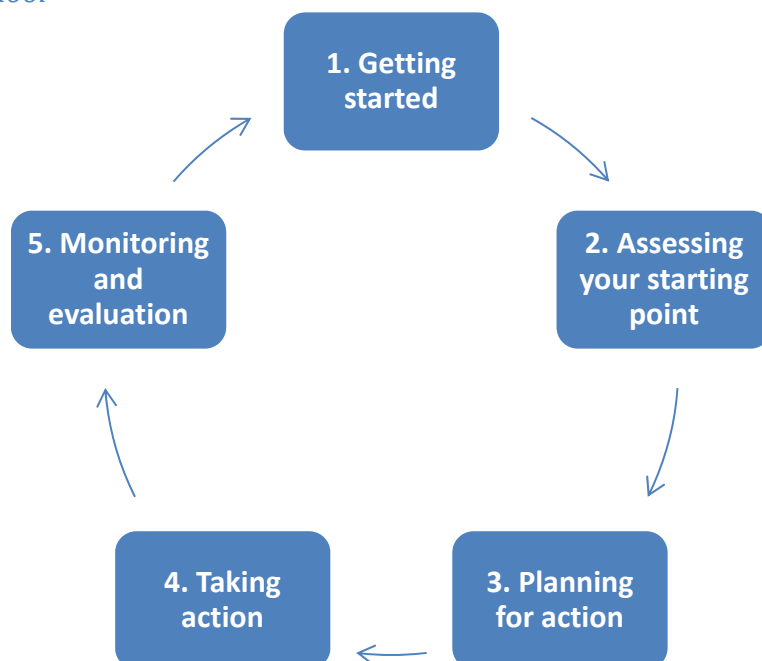 1. Getting
started
2. Assessing
your starting
point
3. Planning
for action
4. Taking
action
5. Monitoring
and
evaluation